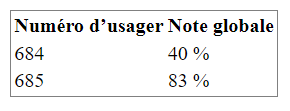 Numéro d’usager Note globale
684 40 %
685 83 %